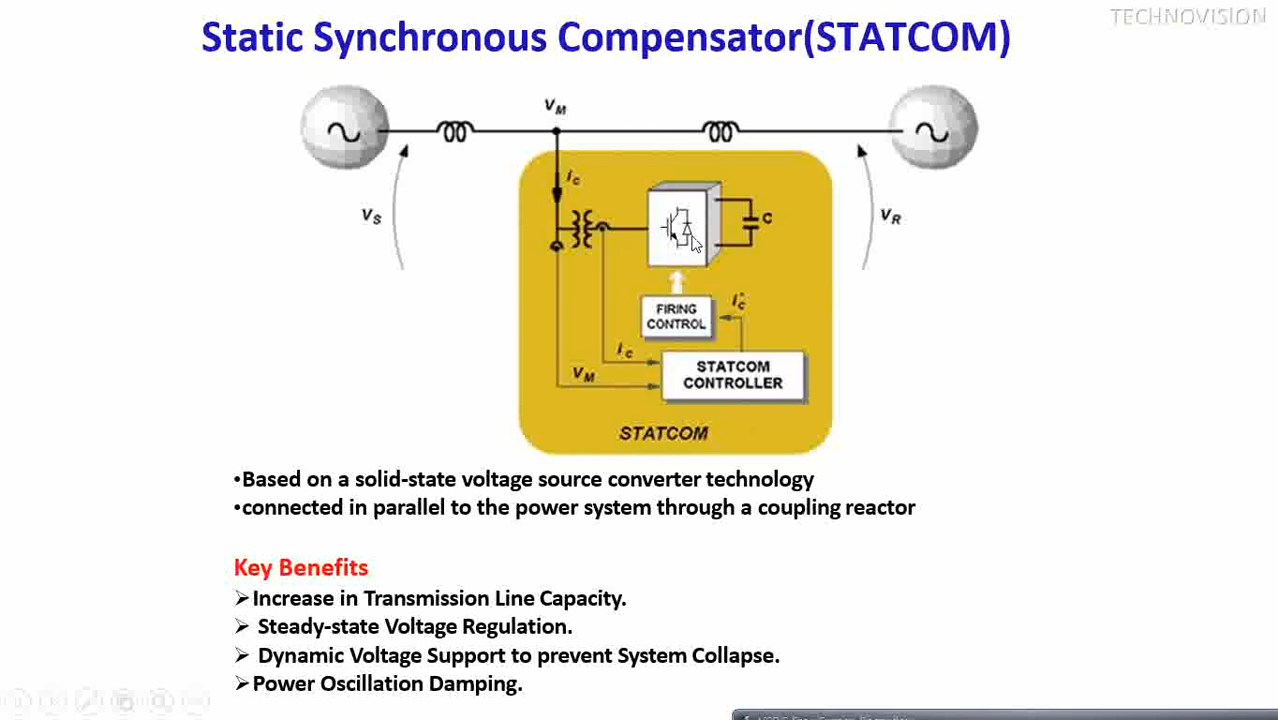 TECHNOVISION
Static Synchronous Compensator(STATCOM)
VM
Ic
VS
C
VR
FIRING
CONTROL
Ic*
Ic
STATCOM
CONTROLLER
VM
STATCOM
•Based on a solid-state voltage source converter technology
•connected in parallel to the power system through a coupling reactor
Key Benefits
➢Increase in Transmission Line Capacity.
➢ Steady-state Voltage Regulation.
➢ Dynamic Voltage Support to prevent System Collapse.
➢Power Oscillation Damping.